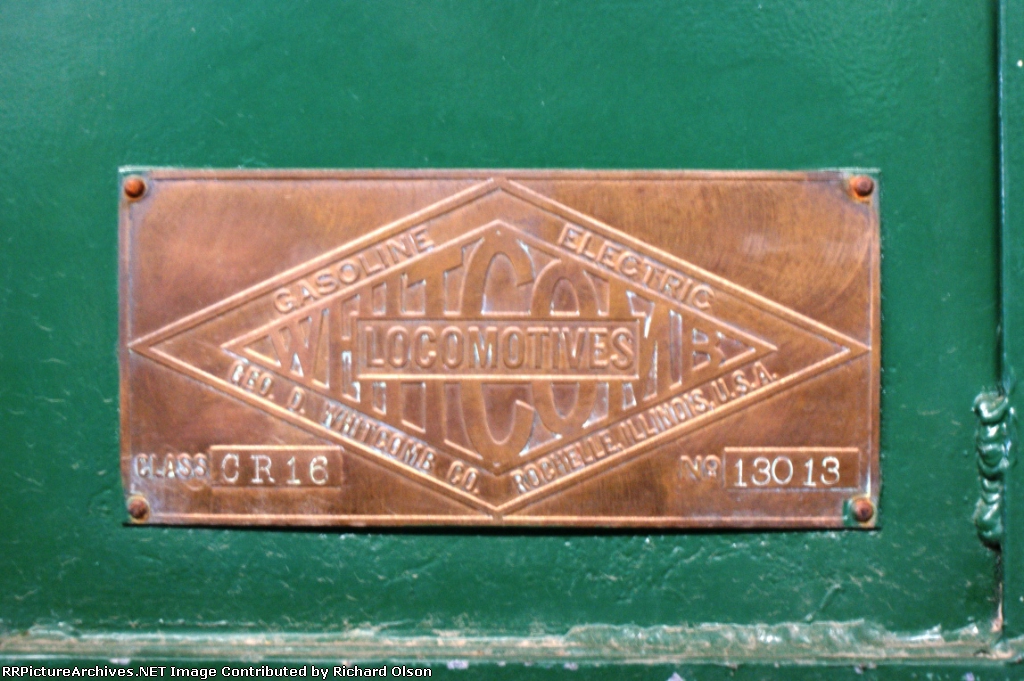 GASOLINE ELECTRIC
WHITCOMB
LOCOMOTIVES
GEO. D. WHITCOMB CO. ROCHELLE, ILLINOIS, U.S.A.
CLASS CR16 NO 13013
RRPictureArchives.NET Image Contributed by Richard Olson